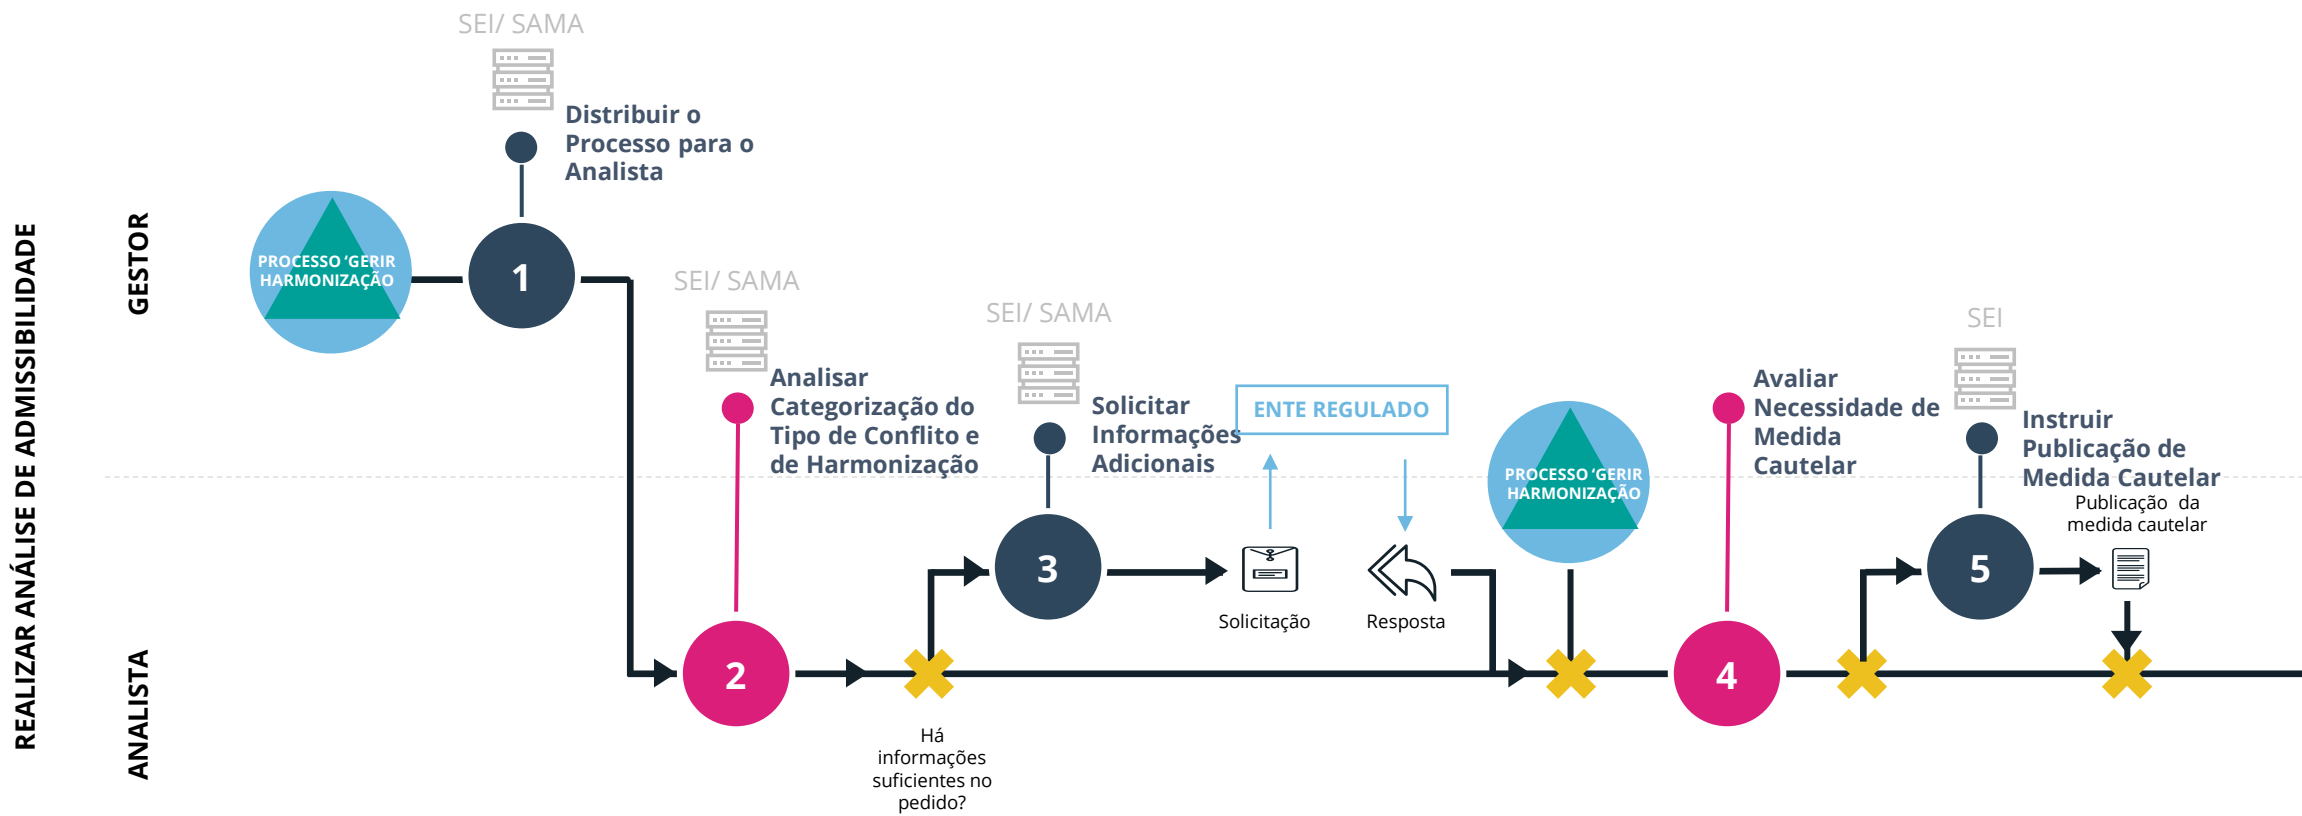 REALIZAR ANÁLISE DE ADMISSIBILIDADE
GESTOR
ANALISTA
SEI/ SAMA
Distribuir o
Processo para o
Analista
PROCESSO ‘GERIR
HARMONIZAÇÃO
1
SEI/ SAMA
Analisar
Categorização do
Tipo de Conflito e
de Harmonização
2
Há
informações
suficientes no
pedido?
SEI/ SAMA
Solicitar
Informações
Adicionais
3
ENTE REGULADO
Solicitação
Resposta
PROCESSO ‘GERIR
HARMONIZAÇÃO
Avaliar
Necessidade de
Medida
Cautelar
4
SEI
Instruir
Publicação de
Medida Cautelar
5
Publicação  da
medida cautelar